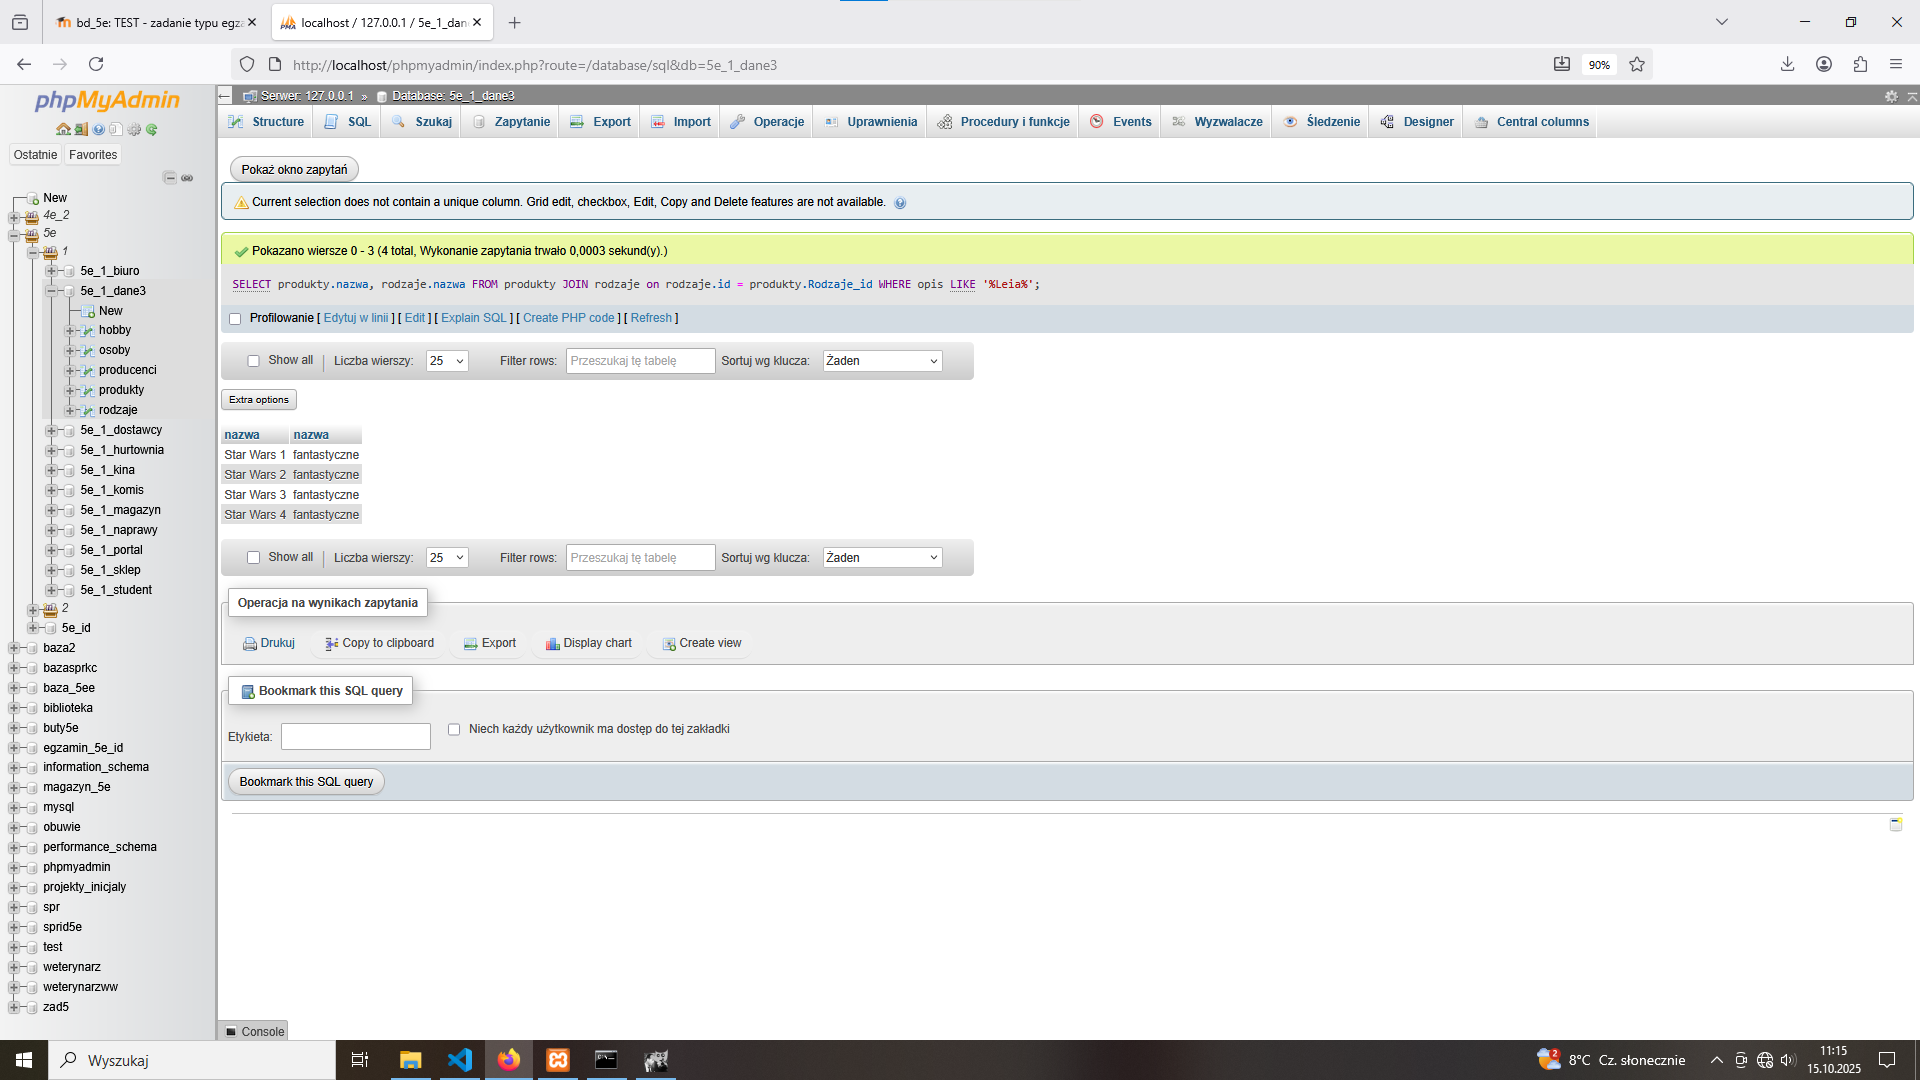 bd_5e: TEST - zadanie typu egza
localhost / 127.0.0.1 / 5e_1_dan
http://localhost/phpmyadmin/index.php?route=/database/sql&db=5e_1_dane3
90%
phpMyAdmin
Ostatnie
Favorites
New
4e_2
5e
1
5e_1_biuro
5e_1_dane3
New
hobby
osoby
producenci
produkty
rodzaje
5e_1_dostawcy
5e_1_hurtownia
5e_1_kina
5e_1_komis
5e_1_magazyn
5e_1_naprawy
5e_1_portal
5e_1_sklep
5e_1_student
2
5e_id
baza2
bazasprkc
baza_5ee
biblioteka
buty5e
egzamin_5e_id
information_schema
magazyn_5e
mysql
obuwie
performance_schema
phpmyadmin
projekty_inicjaly
spr
sprid5e
test
weterynarz
weterynarzww
zad5
Serwer: 127.0.0.1 » Database: 5e_1_dane3
Structure SQL Szukaj Zapytanie Export Import Operacje Uprawnienia Procedury i funkcje Events Wyzwalacze Śledzenie Designer Central columns
Pokaż okno zapytań
Current selection does not contain a unique column. Grid edit, checkbox, Edit, Copy and Delete features are not available.
Pokazano wiersze 0 - 3 (4 total, Wykonanie zapytania trwało 0,0003 sekund(y).)
SELECT produkty.nazwa, rodzaje.nazwa FROM produkty JOIN rodzaje on rodzaje.id = produkty.Rodzaje_id WHERE opis LIKE '%Leia%';
Profilowanie [ Edytuj w linii ] [ Edit ] [ Explain SQL ] [ Create PHP code ] [ Refresh ]
Show all Liczba wierszy: 25 Filter rows: Przeszukaj tę tabelę Sortuj wg klucza: Żaden
Extra options
nazwa nazwa
Star Wars 1 fantastyczne
Star Wars 2 fantastyczne
Star Wars 3 fantastyczne
Star Wars 4 fantastyczne
Show all Liczba wierszy: 25 Filter rows: Przeszukaj tę tabelę Sortuj wg klucza: Żaden
Operacja na wynikach zapytania
Drukuj Copy to clipboard Export Display chart Create view
Bookmark this SQL query
Etykieta: Niech każdy użytkownik ma dostęp do tej zakładki
Bookmark this SQL query
Console
Wyszukaj
2
8°C Cz. słonecznie
11:15
15.10.2025